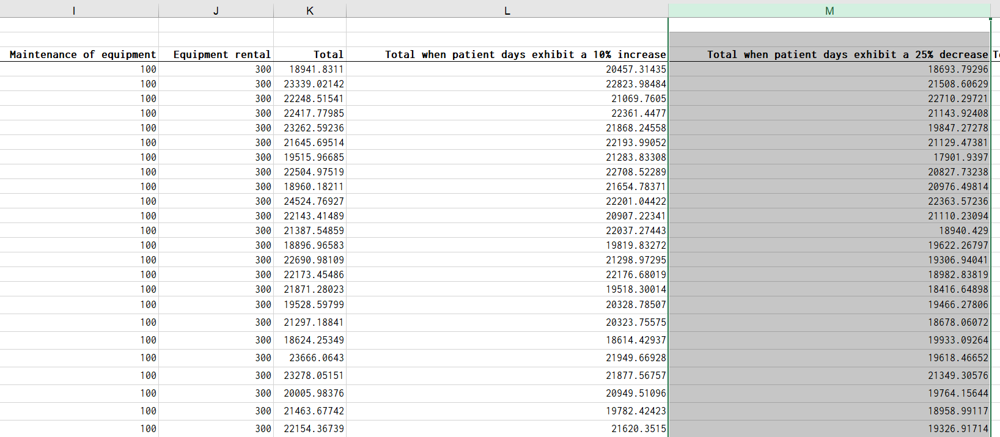 I J K L M
Maintenance of equipment Equipment rental Total Total when patient days exhibit a 10% increase Total when patient days exhibit a 25% decrease
100 300 18941.8311 20457.31435 18693.79296
100 300 23339.02142 22823.98484 21508.60629
100 300 22248.51541 21069.7605 22710.29721
100 300 22417.77985 22361.4477 21143.92408
100 300 23262.59236 21868.24558 19847.27278
100 300 21645.69514 22193.99052 21129.47381
100 300 19515.96685 21283.83308 17901.9397
100 300 22504.97519 22708.52289 20827.73238
100 300 18960.18211 21654.78371 20976.49814
100 300 24524.76927 22201.04422 22363.57236
100 300 22143.41489 20907.22341 21110.23094
100 300 21387.54859 22037.27443 18940.429
100 300 18896.96583 19819.83272 19622.26797
100 300 22690.98109 21298.97295 19306.94041
100 300 22173.45486 22176.68019 18982.83819
100 300 21871.28023 19518.30014 18416.64898
100 300 19528.59799 20328.78507 19466.27806
100 300 21297.18841 20323.75575 18678.06072
100 300 18624.25349 18614.42937 19933.09264
100 300 23666.0643 21949.66928 19618.46652
100 300 23278.05151 21877.56757 21349.30576
100 300 20005.98376 20949.51096 19764.15644
100 300 21463.67742 19782.42423 18958.99117
100 300 22154.36739 21620.3515 19326.91714